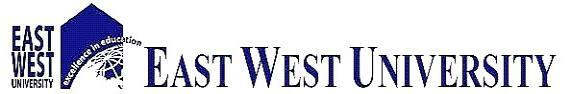 EAST
WEST
UNIVERSITY
excellence in education
EAST WEST UNIVERSITY